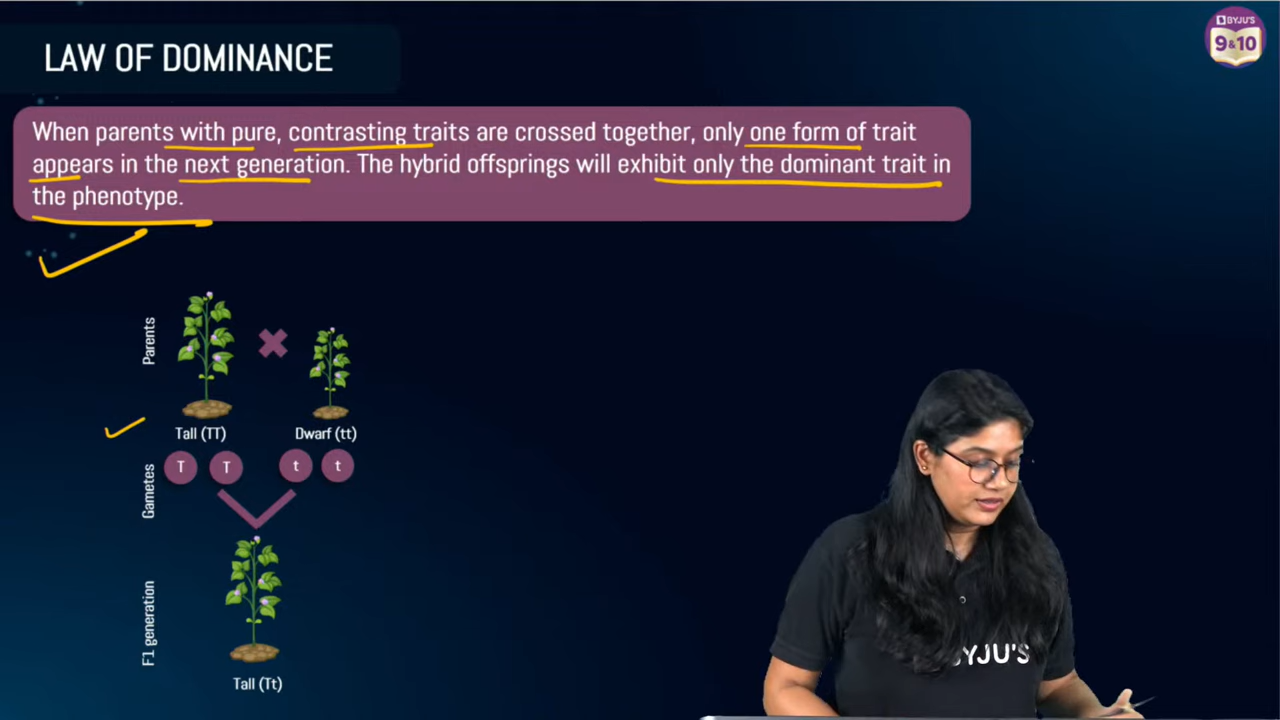 BYJU'S
9&10
LAW OF DOMINANCE
When parents with pure, contrasting traits are crossed together, only one form of trait
appears in the next generation. The hybrid offsprings will exhibit only the dominant trait in
the phenotype.
Parents
Tall (TT)
Dwarf (tt)
Gametes
T T t t
F1 generation
Tall (Tt)
BYJU'S